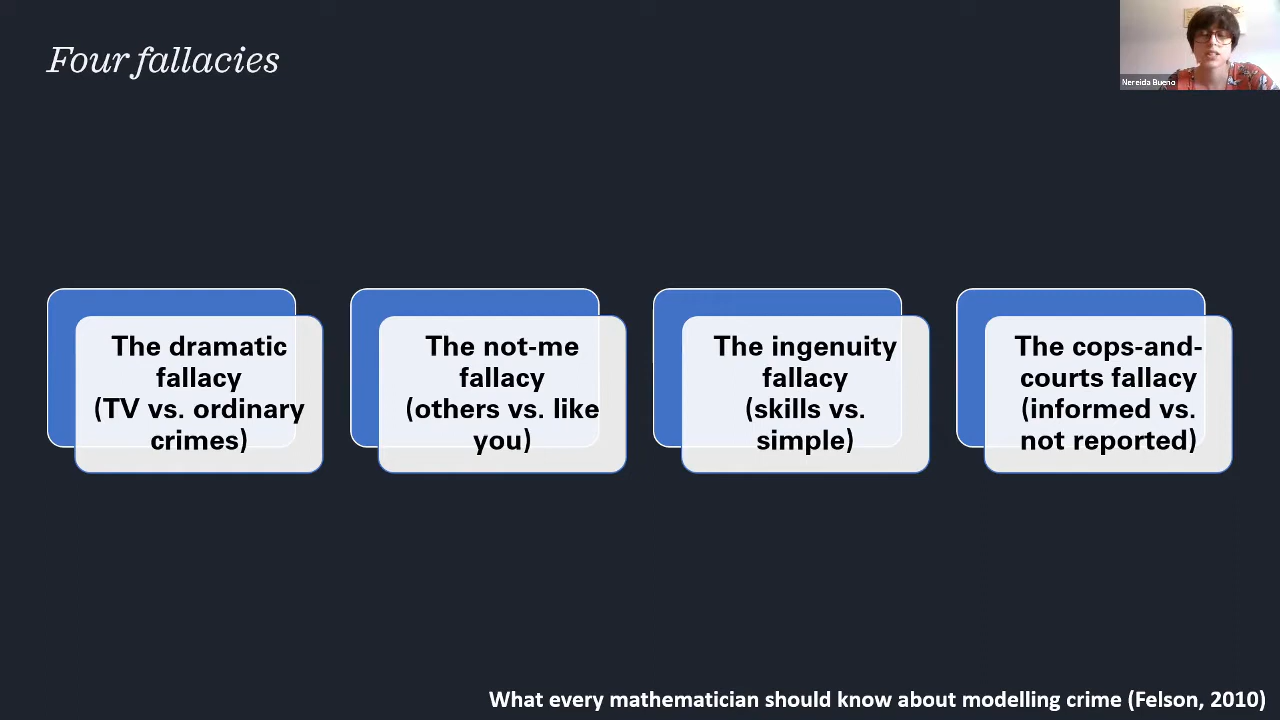 Four fallacies
Nereida Bueno
The dramatic
fallacy
(TV vs. ordinary
crimes)
The not-me
fallacy
(others vs. like
you)
The ingenuity
fallacy
(skills vs.
simple)
The cops-and-
courts fallacy
(informed vs.
not reported)
What every mathematician should know about modelling crime (Felson, 2010)